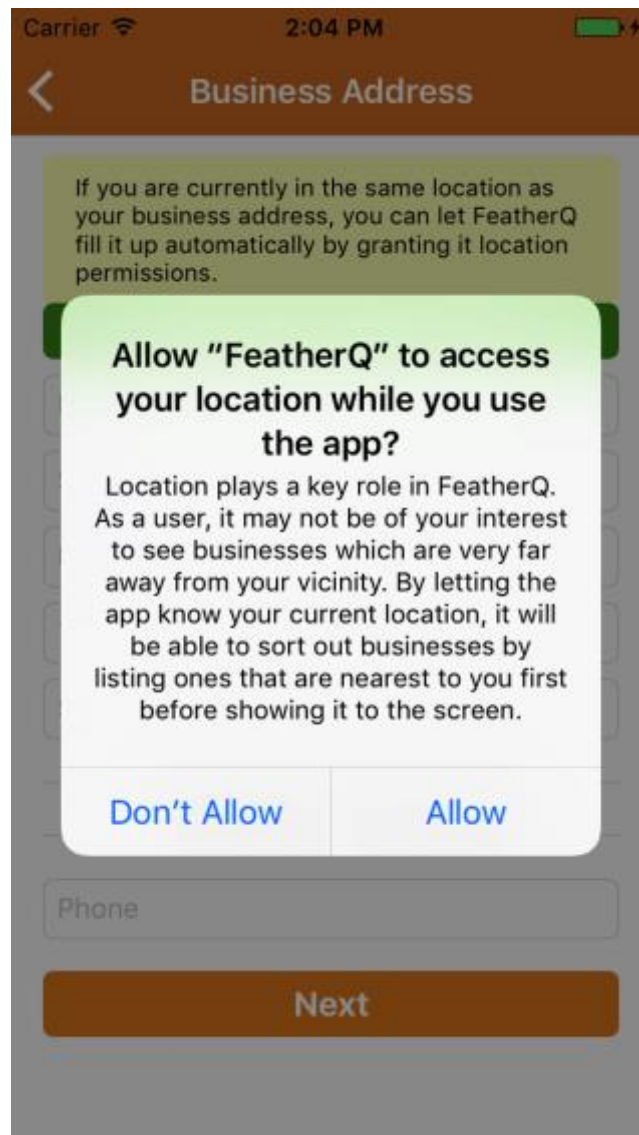 Carrier 2:04 PM
Business Address
If you are currently in the same location as
your business address, you can let FeatherQ
fill it up automatically by granting it location
permissions.
Allow "FeatherQ" to access
your location while you use
the app?
Location plays a key role in FeatherQ.
As a user, it may not be of your interest
to see businesses which are very far
away from your vicinity. By letting the
app know your current location, it will
be able to sort out businesses by
listing ones that are nearest to you first
before showing it to the screen.
Don't Allow Allow
Phone
Next